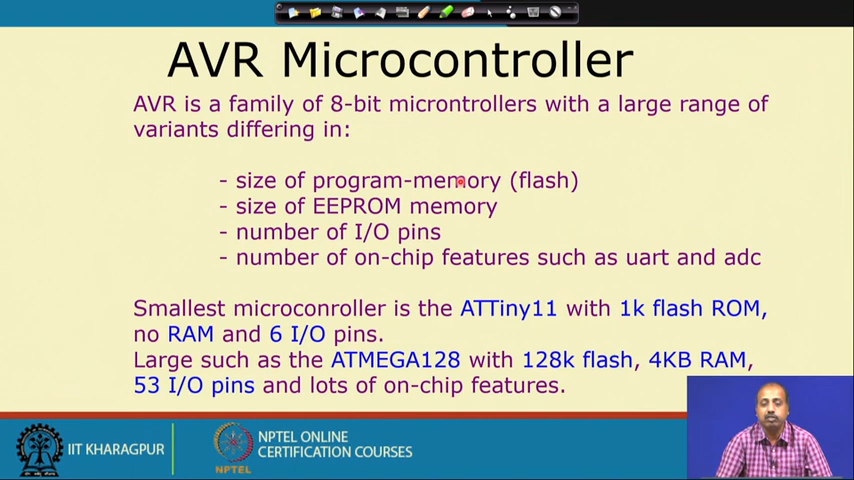 AVR Microcontroller
AVR is a family of 8-bit microntrollers with a large range of
variants differing in:
- size of program-memory (flash)
- size of EEPROM memory
- number of I/O pins
- number of on-chip features such as uart and adc
Smallest microconroller is the ATTiny11 with 1k flash ROM,
no RAM and 6 I/O pins.
Large such as the ATMEGA128 with 128k flash, 4KB RAM,
53 I/O pins and lots of on-chip features.
IIT KHARAGPUR
NPTEL
NPTEL ONLINE
CERTIFICATION COURSES